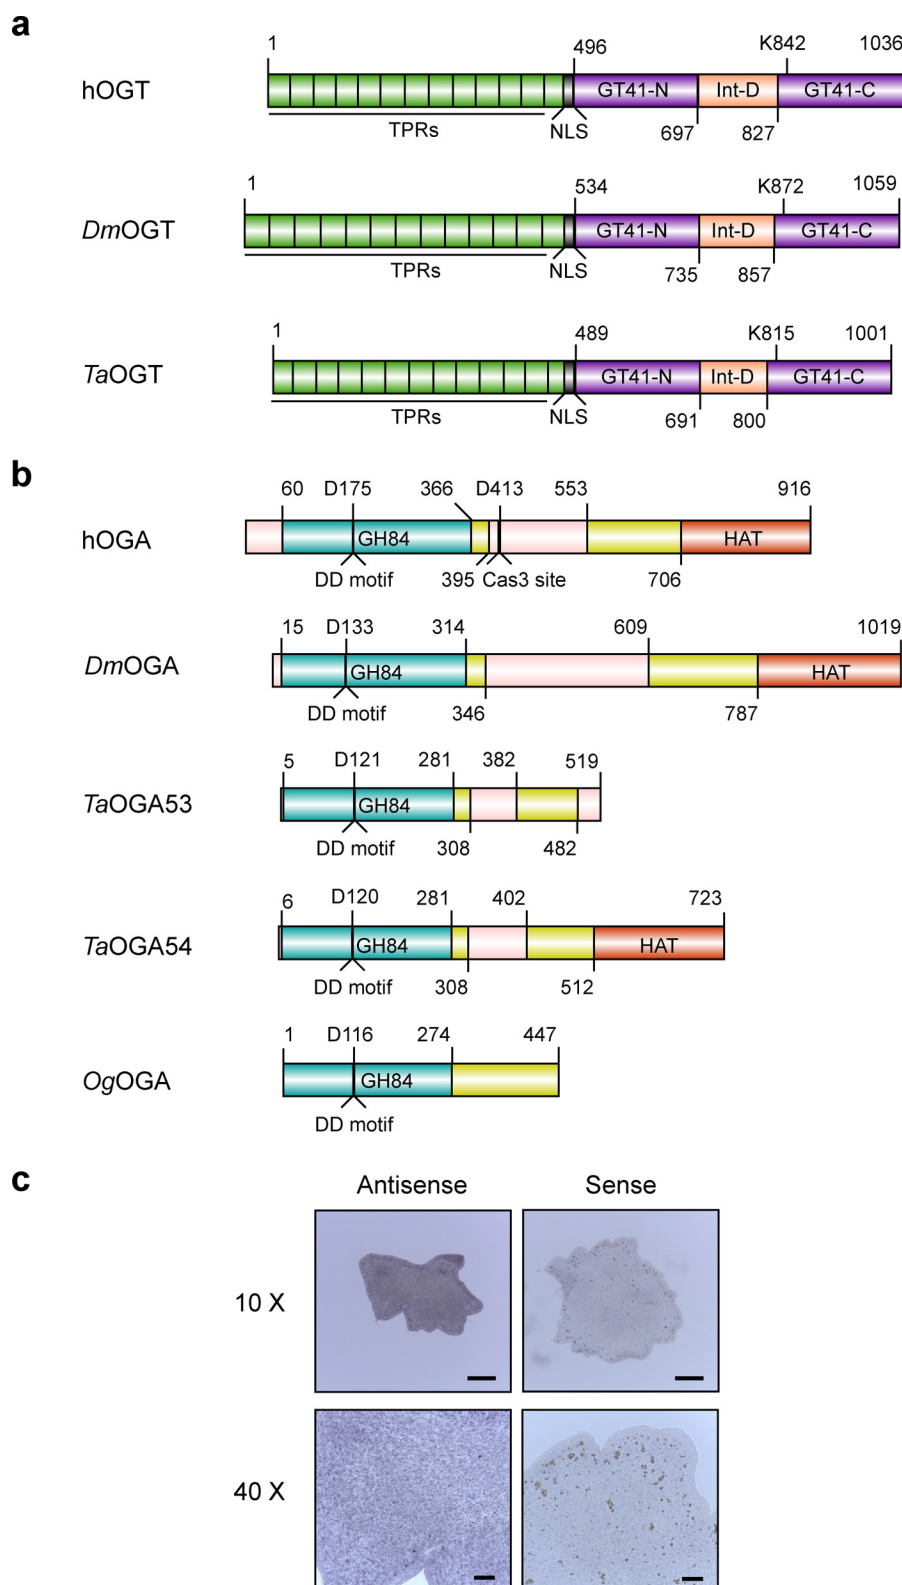 a
1 496 K842 1036
hOGT GT41-N Int-D GT41-C
TPRs NLS 697 827
1 534 K872 1059
DmOGT GT41-N Int-D GT41-C
TPRs NLS 735 857
1 489 K815 1001
TaOGT GT41-N Int-D GT41-C
TPRs NLS 691 800
b
60 D175 366 D413 553 916
hOGA GH84 HAT
DD motif 395 Cas3 site 706
15 D133 314 609 1019
DmOGA GH84 HAT
DD motif 346 787
5 D121 281 382 519
TaOGA53 GH84
DD motif 308 482
6 D120 281 402 723
TaOGA54 GH84 HAT
DD motif 308 512
1 D116 274 447
OgOGA GH84
DD motif
c
Antisense Sense
10 X
40 X